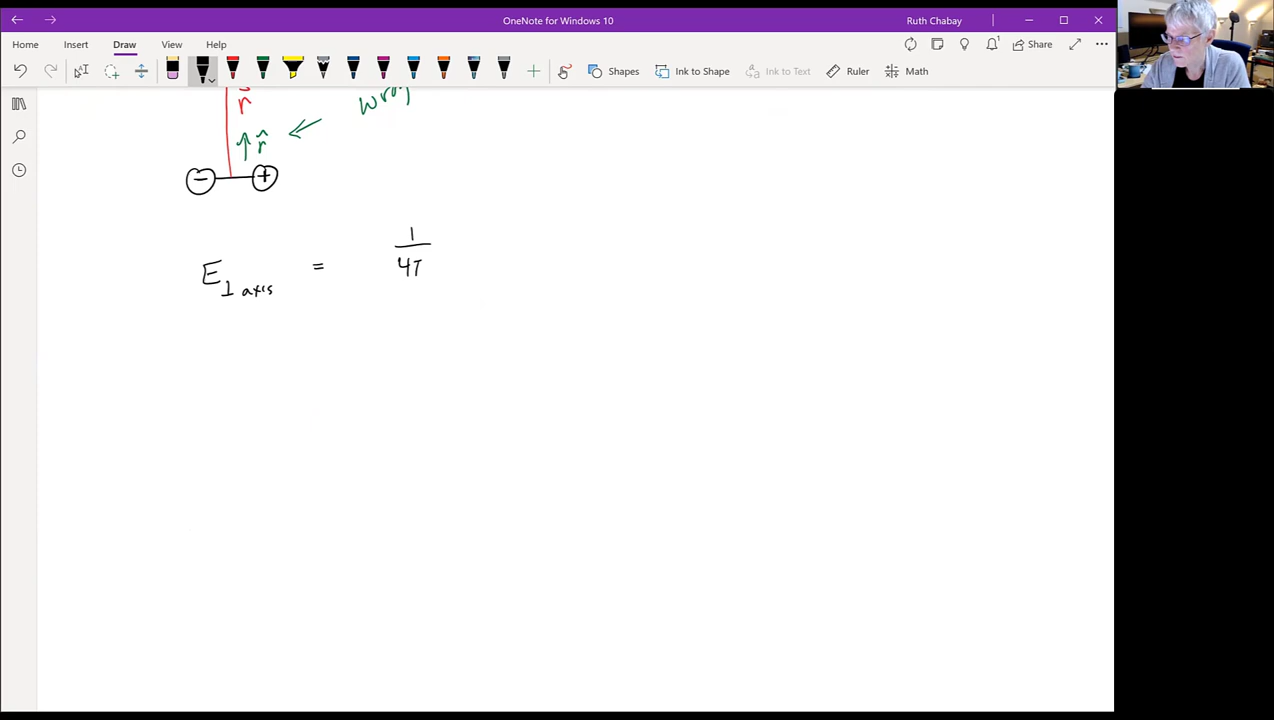 OneNote for Windows 10
Ruth Chabay
Home Insert Draw View Help
Share
Shapes Ink to Shape Ink to Text Ruler Math
r
r̂
- +
E⊥ axis = 1/4π